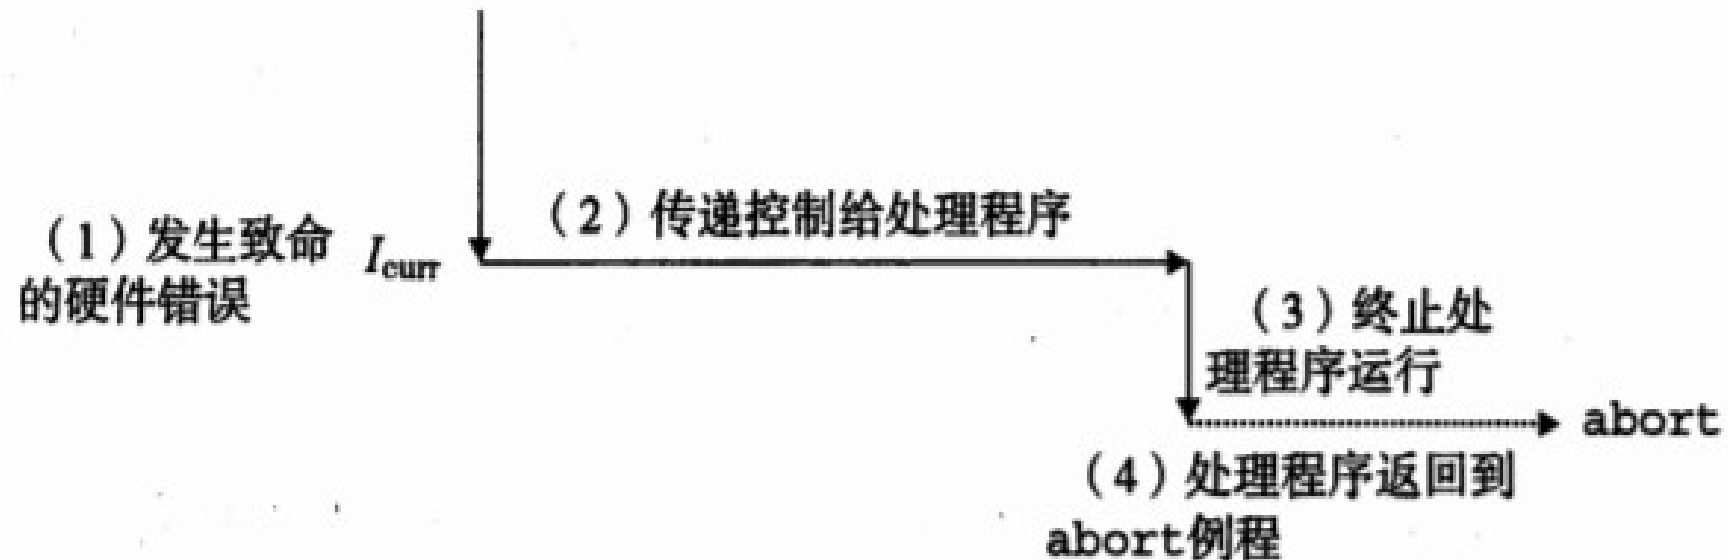 (1)发生致命
的硬件错误
Icurr
(2)传递控制给处理程序
(3)终止处
理程序运行
abort
(4)处理程序返回到
abort例程